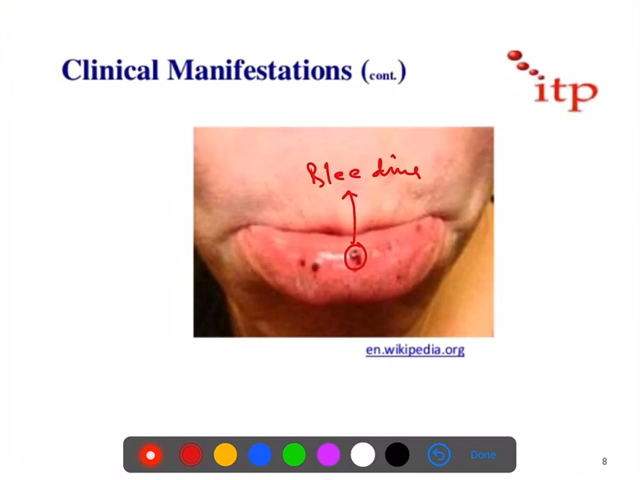 Clinical Manifestations (cont.)
itp
Bleeding
en.wikipedia.org
Done
8